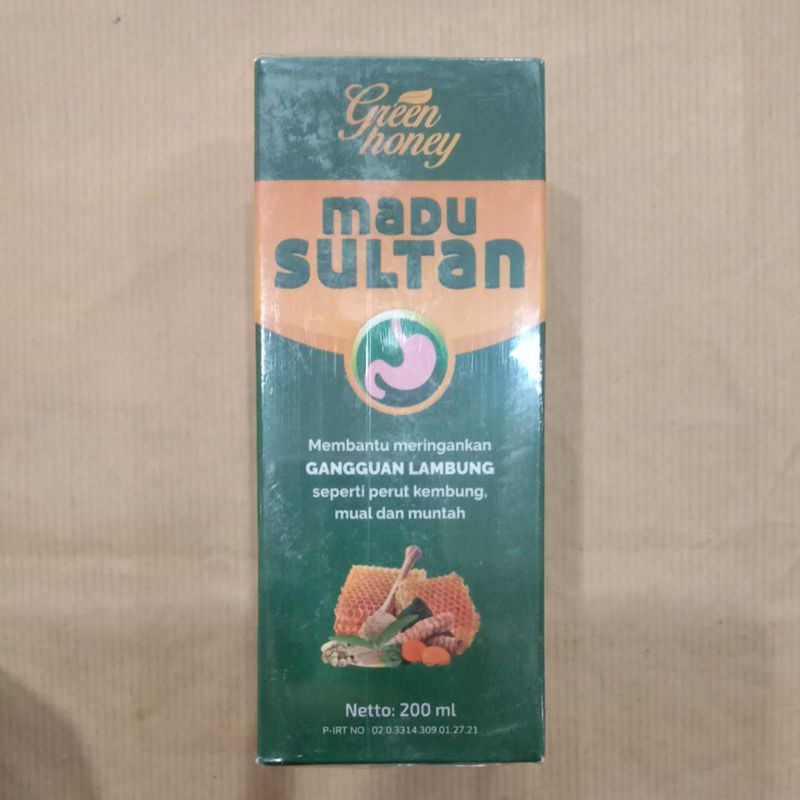 Green
honey
MADU
SULTAN
Membantu meringankan
GANGGUAN LAMBUNG
seperti perut kembung,
mual dan muntah
Netto: 200 ml
P-IRT NO : 02.0.3314.309.01.27.21